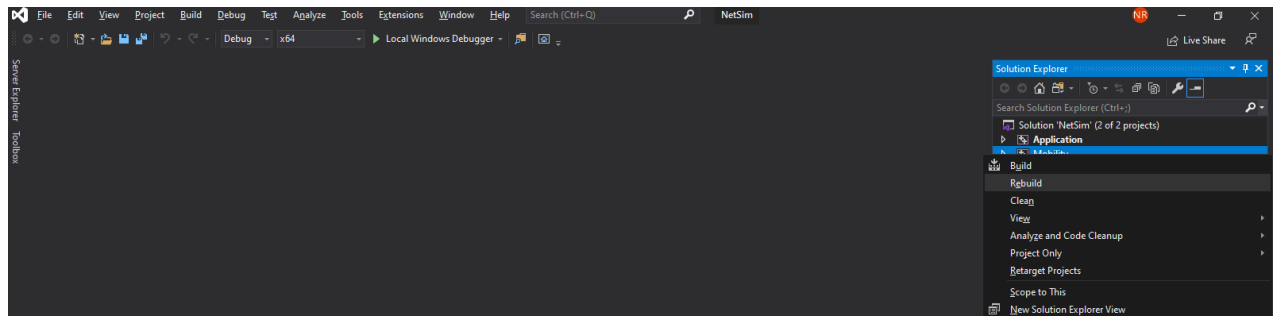 File Edit View Project Build Debug Test Analyze Tools Extensions Window Help Search (Ctrl+Q) NetSim NR
Debug x64 Local Windows Debugger Live Share
Server Explorer
Toolbox
Solution Explorer
Search Solution Explorer (Ctrl+;)
Solution 'NetSim' (2 of 2 projects)
Application
Mobility
Build
Rebuild
Clean
View
Analyze and Code Cleanup
Project Only
Retarget Projects
Scope to This
New Solution Explorer View